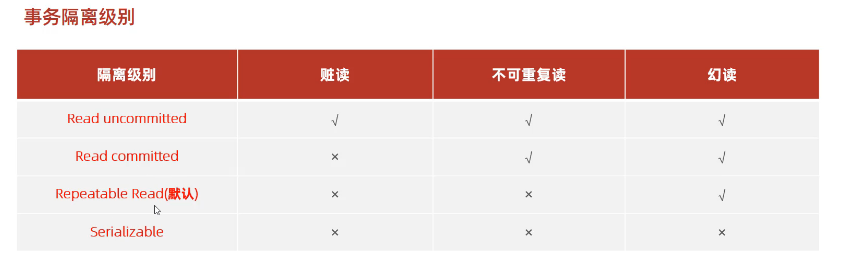 事务隔离级别
隔离级别 赃读 不可重复读 幻读
Read uncommitted √ √ √
Read committed × √ √
Repeatable Read(默认) × × √
Serializable × × ×